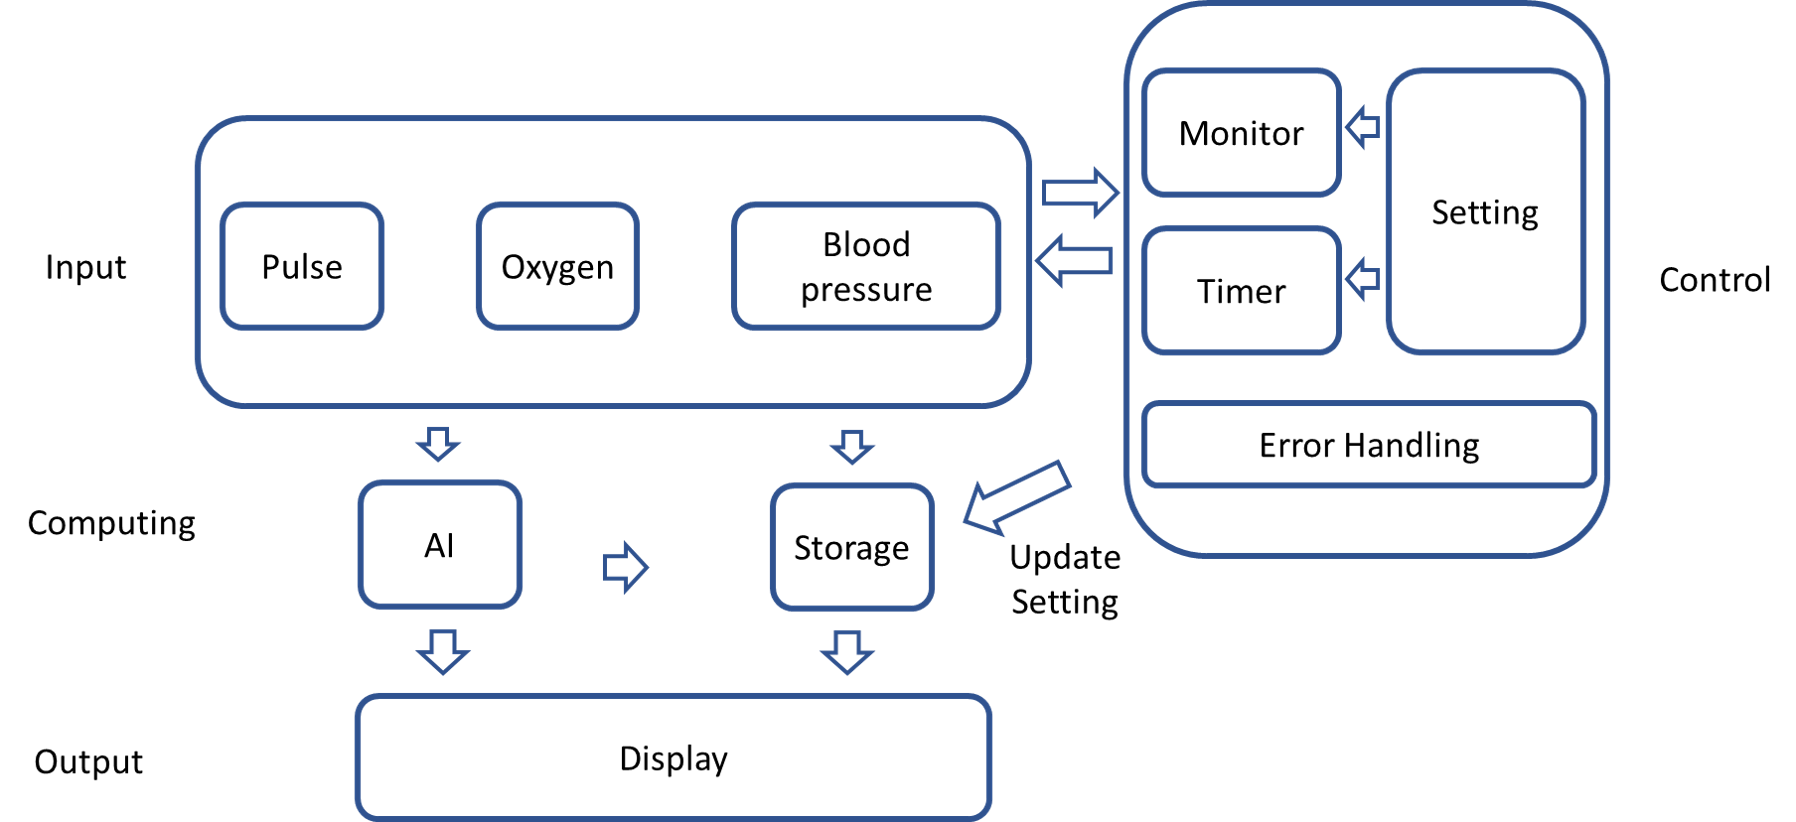 Input
Pulse
Oxygen
Blood
pressure
Monitor
Timer
Setting
Error Handling
Control
Computing
AI
Storage
Update
Setting
Output
Display